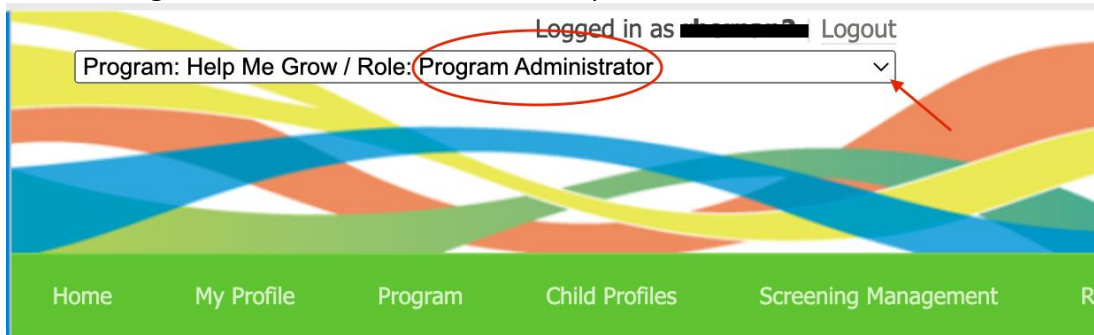 Logged in as | Logout
Program: Help Me Grow / Role: Program Administrator
Home My Profile Program Child Profiles Screening Management R